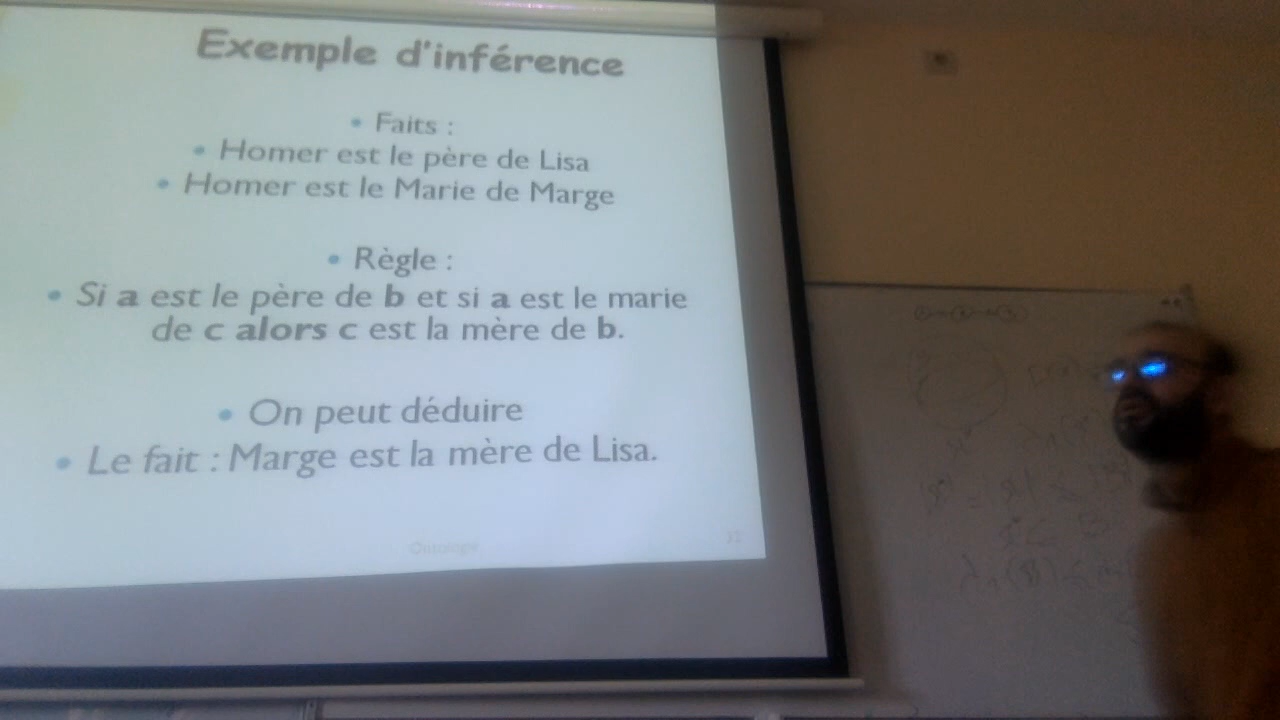 Exemple d'inférence
• Faits :
• Homer est le père de Lisa
• Homer est le Marie de Marge
• Règle :
• Si a est le père de b et si a est le marie
de c alors c est la mère de b.
• On peut déduire
• Le fait : Marge est la mère de Lisa.
Ontologie